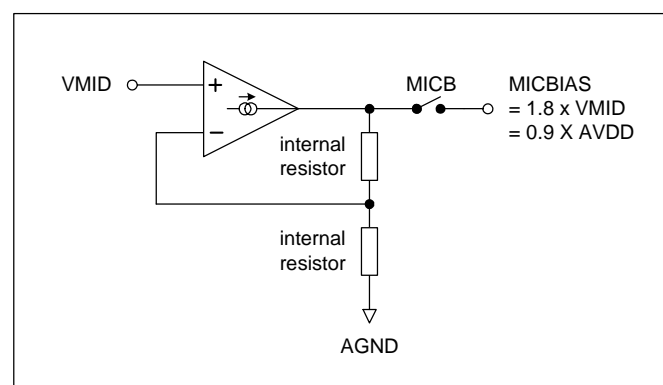 VMID
+
−
MICB
MICBIAS
= 1.8 x VMID
= 0.9 X AVDD
internal
resistor
internal
resistor
AGND